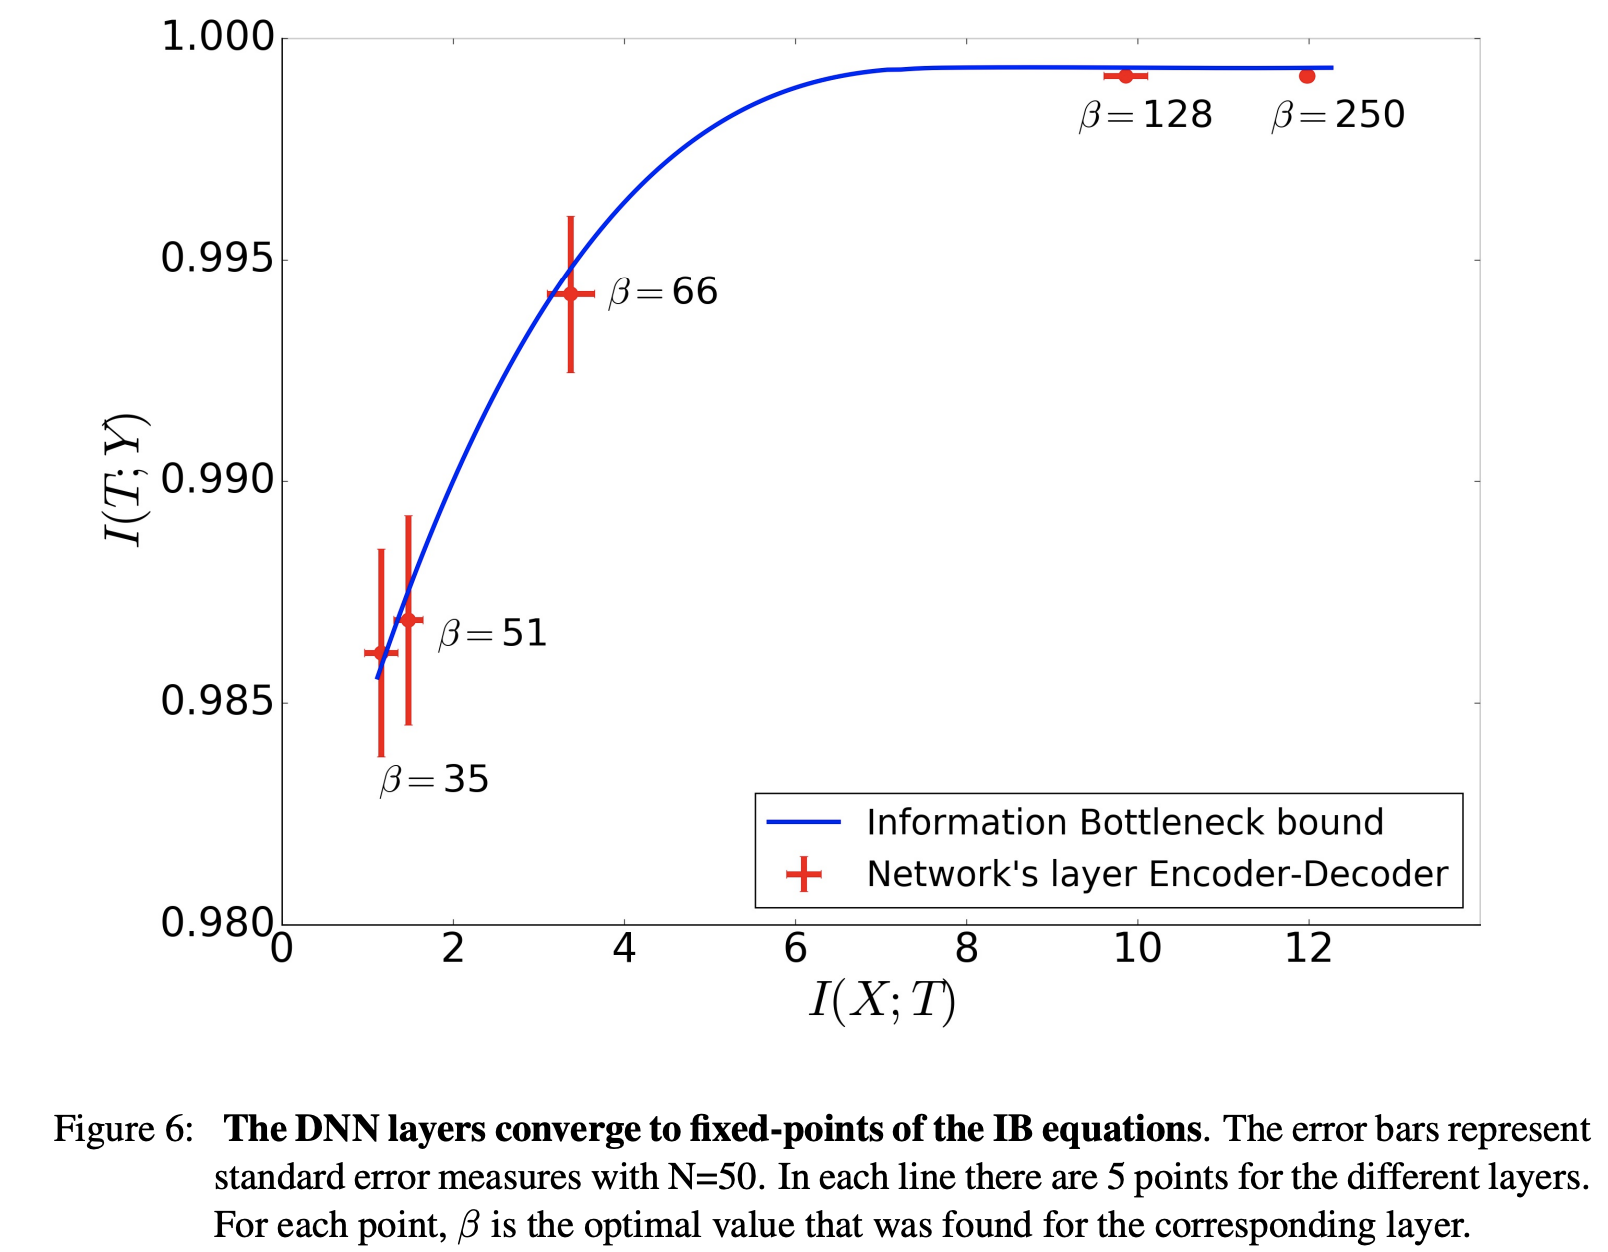 1.000
β=128 β=250
0.995
β=66
I(T;Y)
0.990
β=51
0.985
β=35
Information Bottleneck bound
Network's layer Encoder-Decoder
0.980
0 2 4 6 8 10 12
I(X;T)
Figure 6: The DNN layers converge to fixed-points of the IB equations. The error bars represent
standard error measures with N=50. In each line there are 5 points for the different layers.
For each point, β is the optimal value that was found for the corresponding layer.